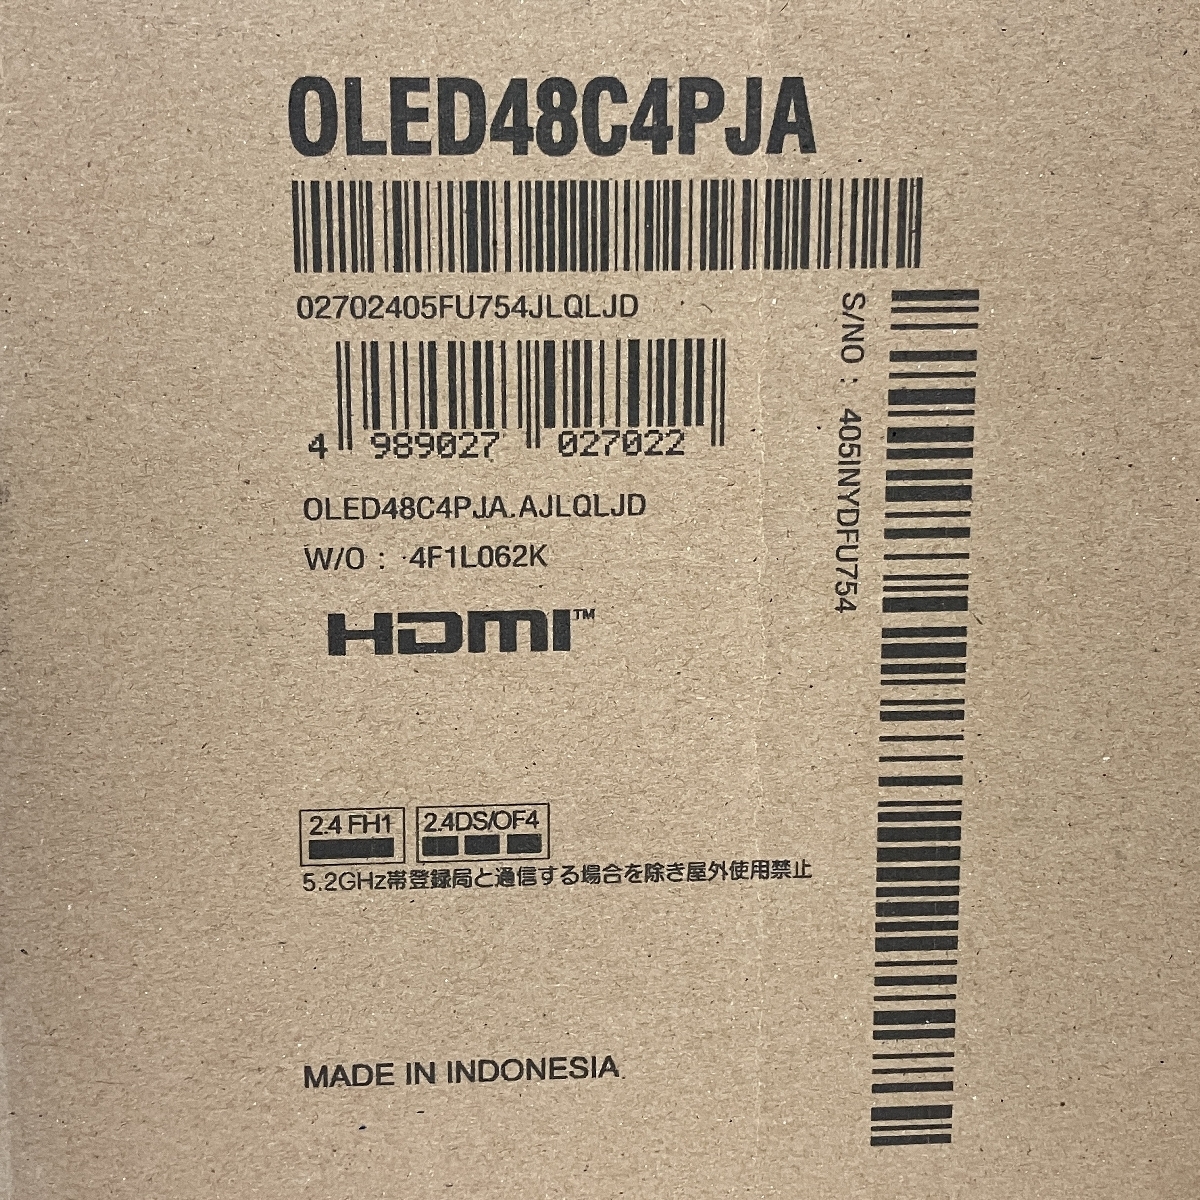 OLED48C4PJA
02702405FU754JLQLJD
4 989027 027022
OLED48C4PJA.AJLQLJD
W/O : 4F1L062K
HDMI™
S/NO : 405INYDFU754
2.4 FH1 2.4DS/OF4
5.2GHz帯登録局と通信する場合を除き屋外使用禁止
MADE IN INDONESIA